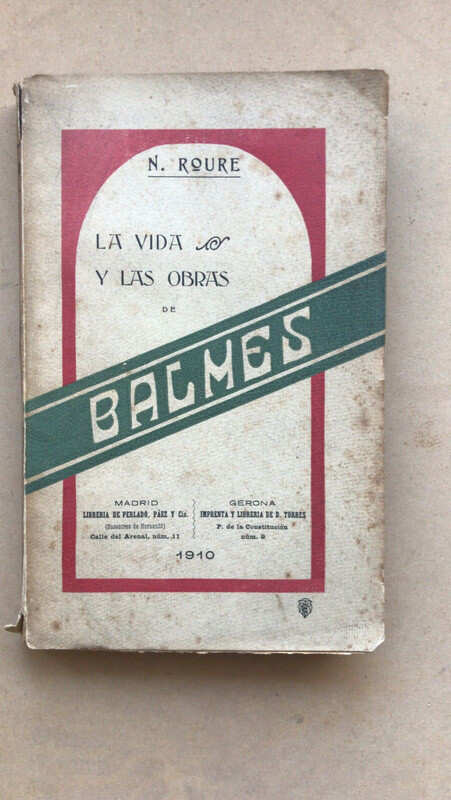 N. ROURE
LA VIDA
Y LAS OBRAS
DE
BALMES
MADRID
LIBRERIA DE PERLADO, PÁEZ Y Cía.
(Sucesores de Hernando)
Calle del Arenal, núm. 11
GERONA
IMPRENTA Y LIBRERIA DE D. TORRES
P. de la Constitución
núm. 9
1910